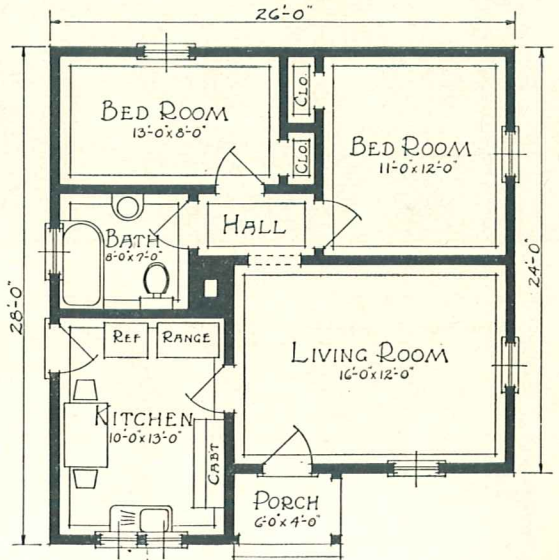 26'-0"
BED ROOM
13'-0"x8'-0"
CLO.
CLO.
BED ROOM
11'-0"x12'-0"
HALL
BATH
8'-0"x7'-0"
28'-0"
24'-0"
REF
RANGE
LIVING ROOM
16'-0"x12'-0"
KITCHEN
10'-0"x13'-0"
CABT
PORCH
6'-0"x4'-0"